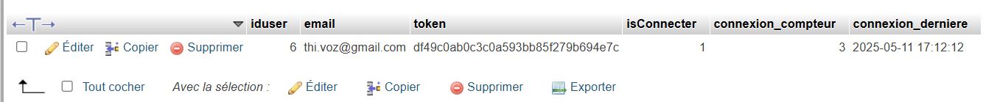 iduser email token isConnecter connexion_compteur connexion_derniere
Éditer Copier Supprimer 6 thi.voz@gmail.com df49c0ab0c3c0a593bb85f279b694e7c 1 3 2025-05-11 17:12:12
Tout cocher Avec la sélection : Éditer Copier Supprimer Exporter